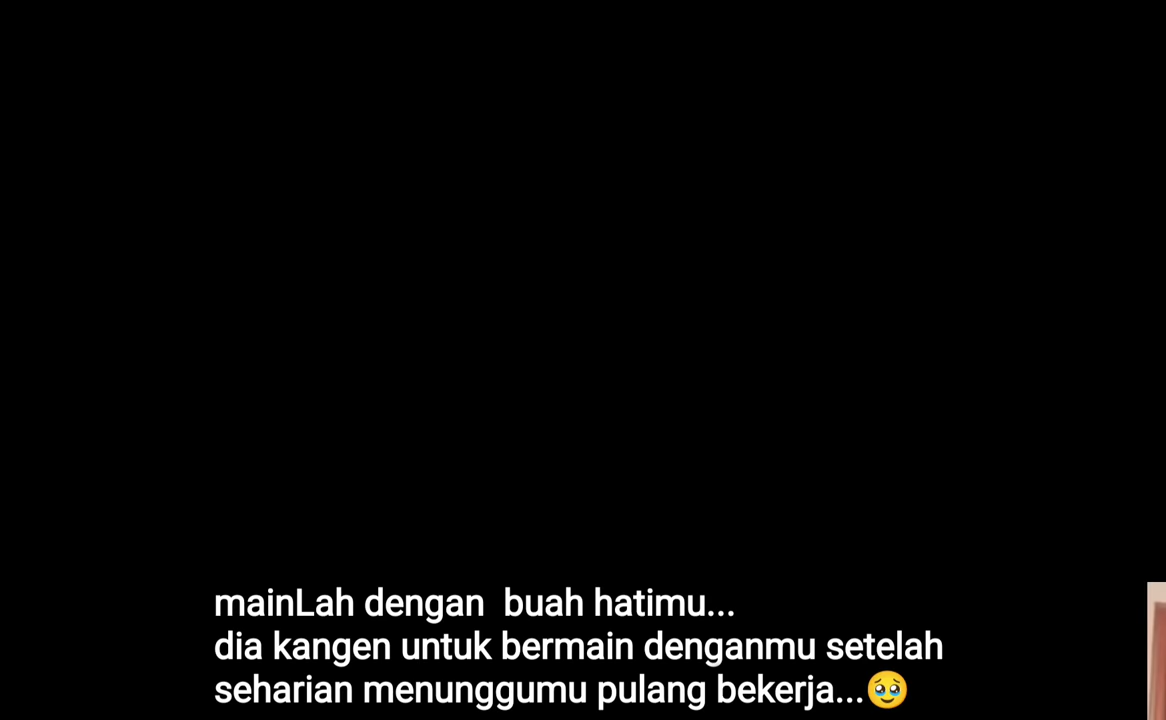 mainLah dengan  buah hatimu...
dia kangen untuk bermain denganmu setelah
seharian menunggumu pulang bekerja...🥹